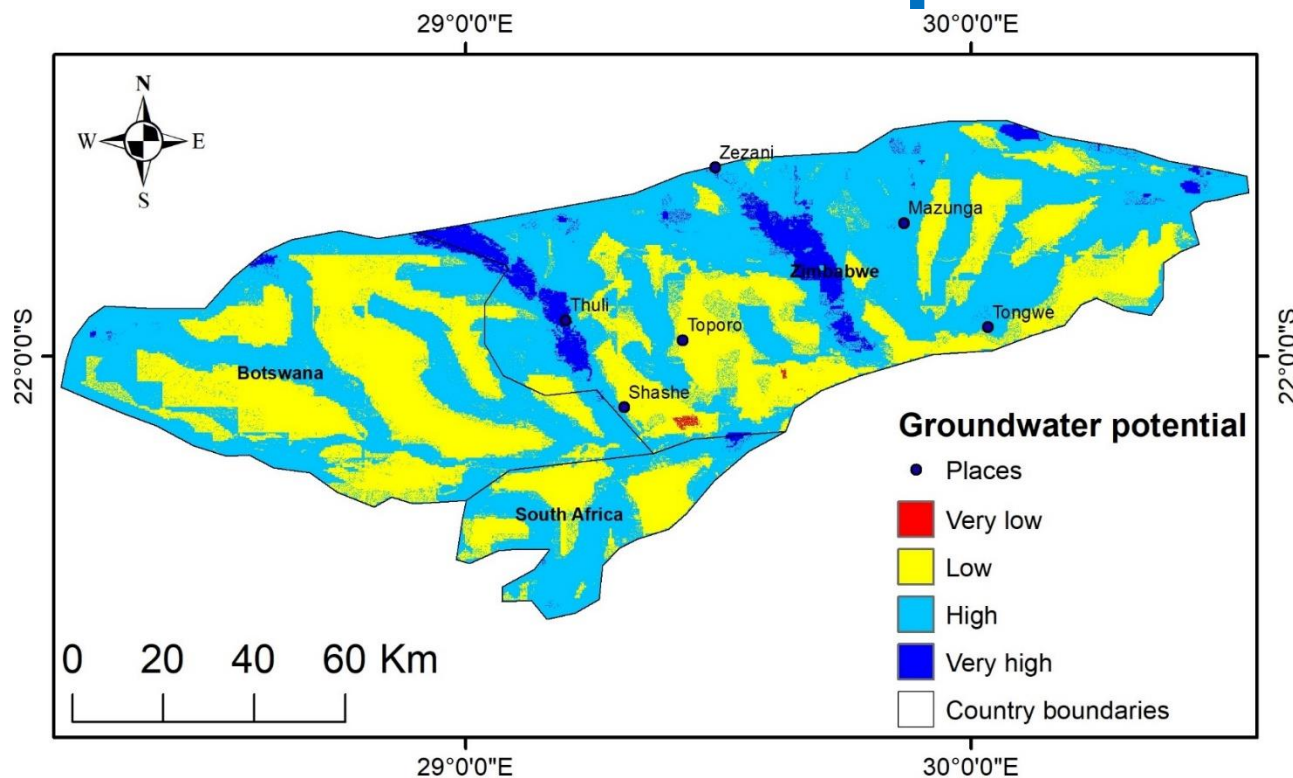 29°0'0"E 30°0'0"E
N
W E
S
Zezani
Mazunga
Zimbabwe
Thuli
Toporo
Tongwe
22°0'0"S 22°0'0"S
Botswana
Shashe
South Africa
Groundwater potential
Places
Very low
Low
High
Very high
Country boundaries
0 20 40 60 Km
29°0'0"E 30°0'0"E